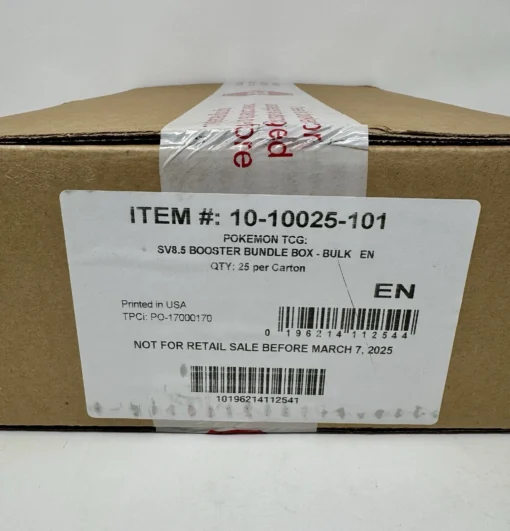 ITEM #: 10-10025-101
POKEMON TCG:
SV8.5 BOOSTER BUNDLE BOX - BULK EN
QTY: 25 per Carton
EN
Printed in USA
TPCi: PO-17000170
0 196214 112544
NOT FOR RETAIL SALE BEFORE MARCH 7, 2025
10196214112541